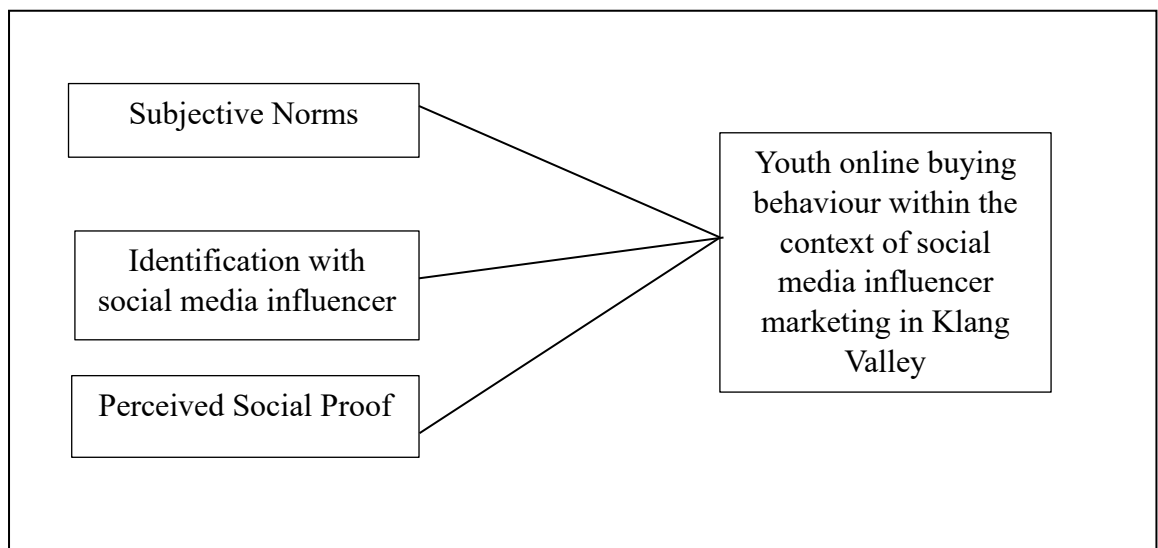 Subjective Norms
Identification with
social media influencer
Perceived Social Proof
Youth online buying
behaviour within the
context of social
media influencer
marketing in Klang
Valley